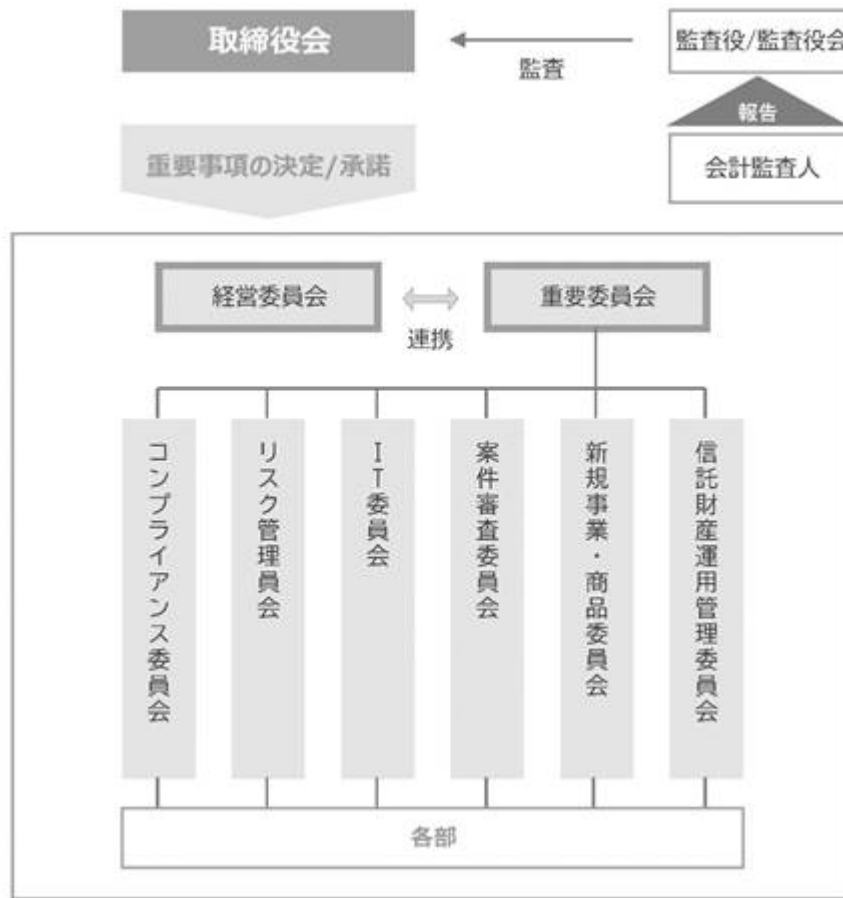 取締役会
監査
監査役/監査役会
報告
会計監査人
重要事項の決定/承諾
経営委員会
連携
重要委員会
コンプライアンス委員会
リスク管理員会
IT委員会
案件審査委員会
新規事業・商品委員会
信託財産運用管理委員会
各部